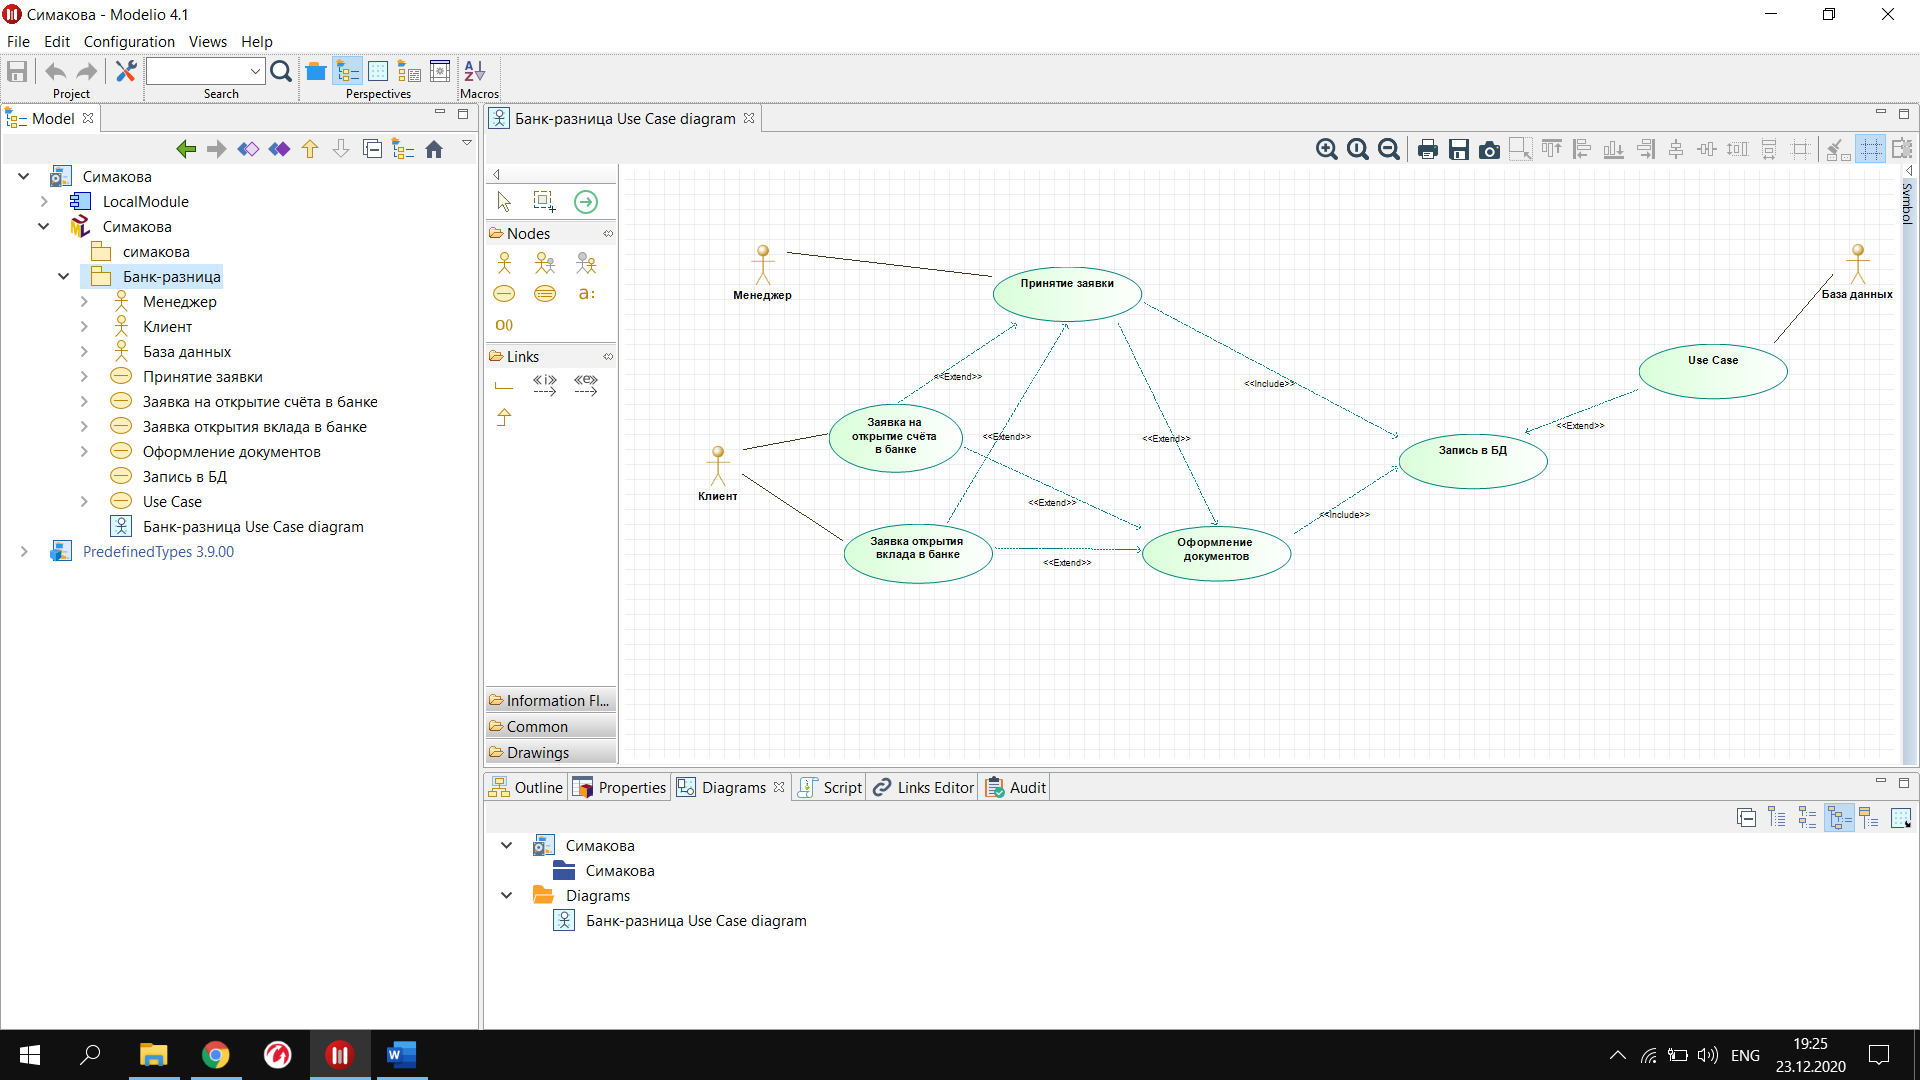 Симакова - Modelio 4.1
File Edit Configuration Views Help
Project Search Perspectives Macros
Model
Симакова
LocalModule
Симакова
симакова
Банк-разница
Менеджер
Клиент
База данных
Принятие заявки
Заявка на открытие счёта в банке
Заявка открытия вклада в банке
Оформление документов
Запись в БД
Use Case
Банк-разница Use Case diagram
PredefinedTypes 3.9.00
Банк-разница Use Case diagram
Nodes
a:
O()
Links
Information Fl...
Common
Drawings
Symbol
Менеджер
Принятие заявки
База данных
Use Case
<<Extend>>
<<Include>>
Заявка на
открытие счёта
в банке
<<Extend>>
<<Extend>>
<<Extend>>
Запись в БД
Клиент
<<Extend>>
<<Include>>
Заявка открытия
вклада в банке
<<Extend>>
Оформление
документов
Outline Properties Diagrams Script Links Editor Audit
Симакова
Симакова
Diagrams
Банк-разница Use Case diagram
ENG
19:25
23.12.2020